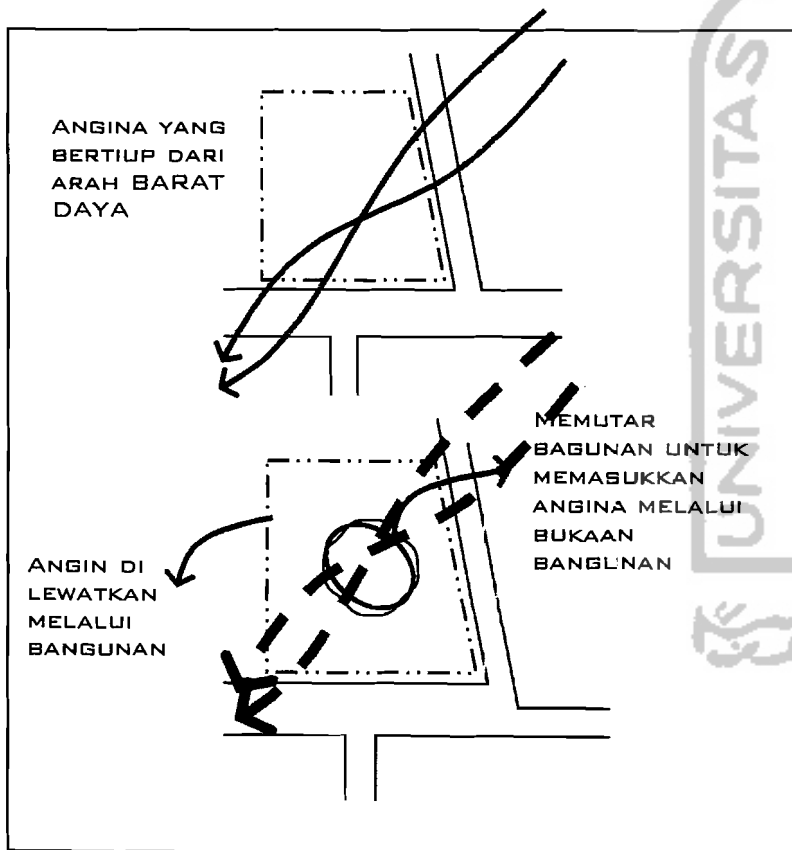 ANGINA YANG
BERTIUP DARI
ARAH BARAT
DAYA
MEMUTAR
BAGUNAN UNTUK
MEMASUKKAN
ANGINA MELALUI
BUKAAN
BANGUNAN
ANGIN DI
LEWATKAN
MELALUI
BANGUNAN
UNIVERSITAS